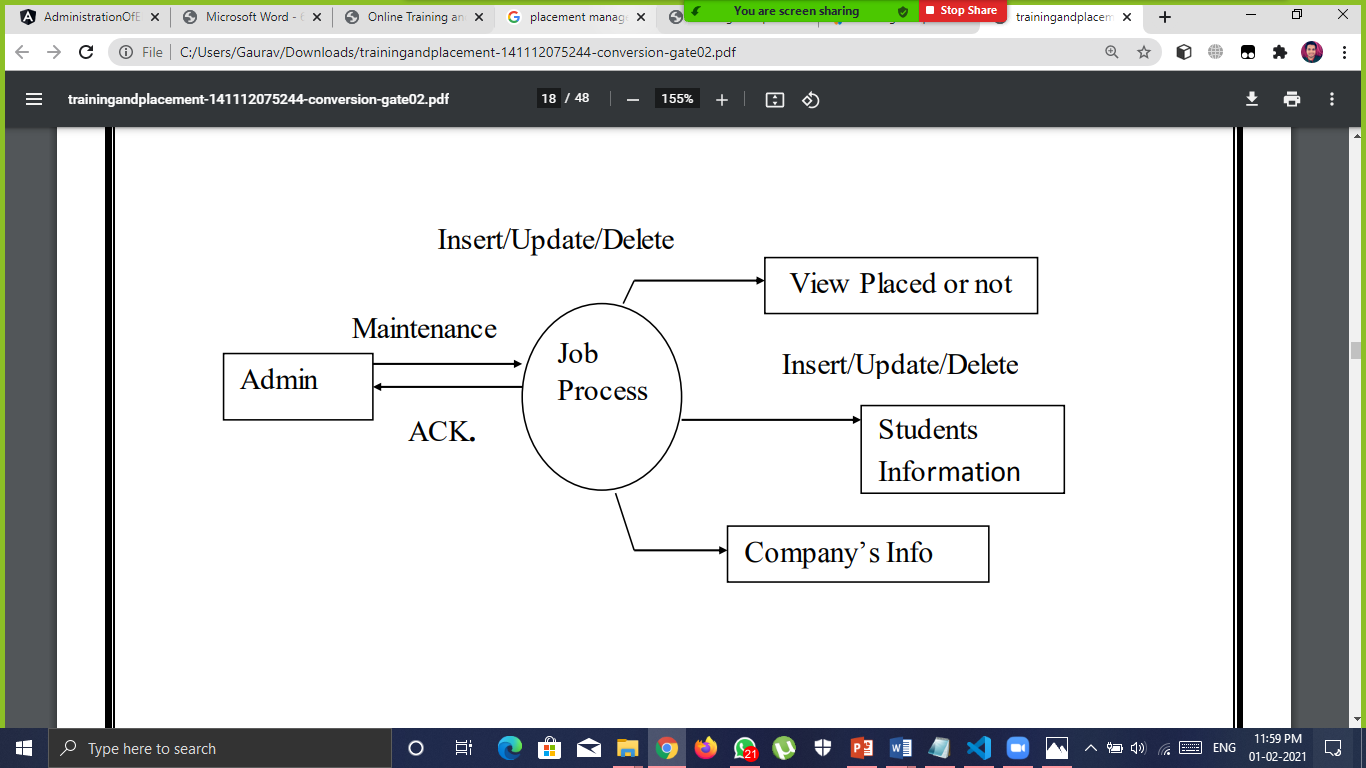 AdministrationOfE
Microsoft Word - 
Online Training an
placement manag
You are screen sharing
Stop Share
trainingandplacem
File
C:/Users/Gaurav/Downloads/trainingandplacement-141112075244-conversion-gate02.pdf
trainingandplacement-141112075244-conversion-gate02.pdf
18 / 48
155%
Insert/Update/Delete
View Placed or not
Maintenance
Job
Process
Insert/Update/Delete
Admin
ACK.
Students
Information
Company's Info
Type here to search
21
ENG
11:59 PM
01-02-2021